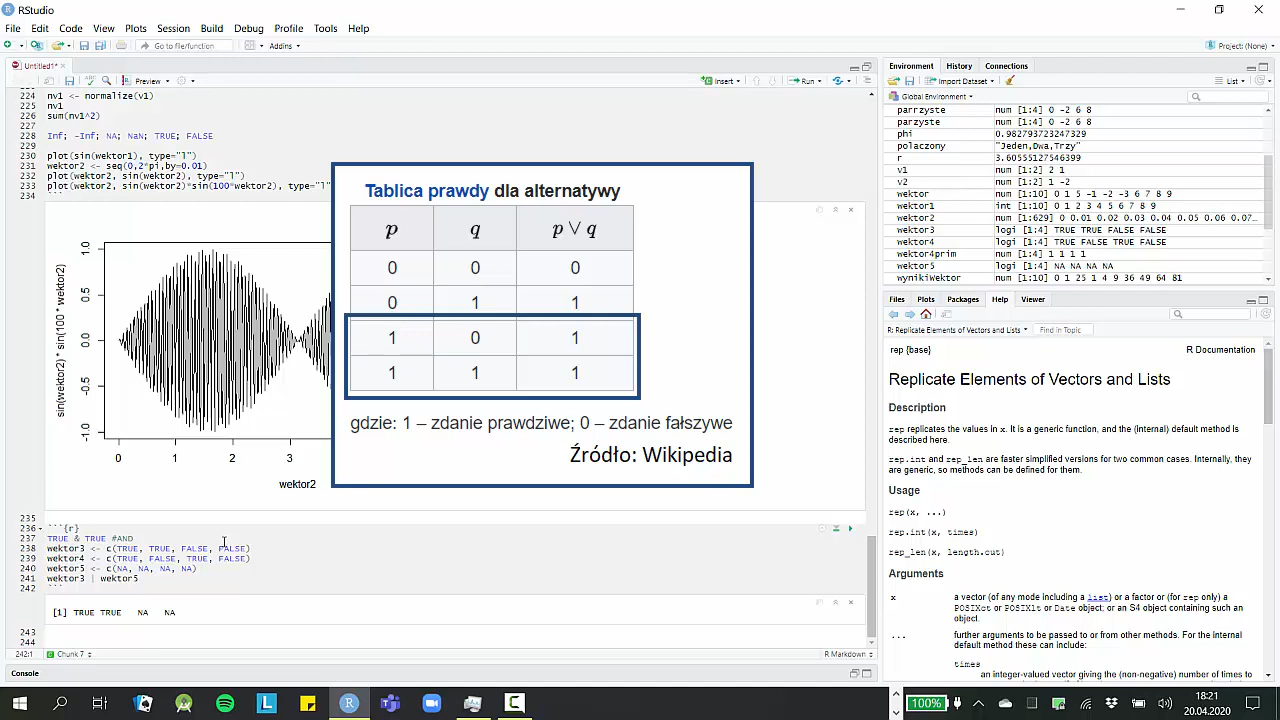 RStudio
File Edit Code View Plots Session Build Debug Profile Tools Help
Go to file/function
Addins
Project: (None)
Untitled1*
Preview
Insert
Run
224 nv1 <- normalize(v1)
225 nv1
226 sum(nv1^2)
228 Inf; -Inf; NA; NaN; TRUE; FALSE
230 plot(sin(wektor1), type="l")
231 wektor2 <- seq(0,2*pi,by=0.01)
232 plot(wektor2, sin(wektor2), type="l")
233 plot(wektor2, sin(wektor2)*sin(100*wektor2), type="l"
234 ```
sin(wektor2) * sin(100 * wektor2)
1.0
0.5
0.0
-0.5
-1.0
0 1 2 3
wektor2
Tablica prawdy dla alternatywy
p q p ∨ q
0 0 0
0 1 1
1 0 1
1 1 1
gdzie: 1 – zdanie prawdziwe; 0 – zdanie fałszywe
Źródło: Wikipedia
235
236 ```{r}
237 TRUE & TRUE #AND
238 wektor3 <- c(TRUE, TRUE, FALSE, FALSE)
239 wektor4 <- c(TRUE, FALSE, TRUE, FALSE)
240 wektor5 <- c(NA, NA, NA, NA)
241 wektor3 | wektor5
242 ```
[1] TRUE TRUE NA NA
243
244
242:1 Chunk 7 R Markdown
Console
Environment History Connections
Import Dataset
List
Global Environment
parrzyste num [1:4] 0 -2 6 8
parzyste num [1:4] 0 -2 6 8
phi 0.982793723247329
polaczony "Jeden,Dwa,Trzy"
r 3.60555127546399
v1 num [1:2] 2 1
v2 num [1:2] 1 -2
wektor num [1:10] 0 1 5 -1 -2 -3 6 7 8 9
wektor1 int [1:10] 0 1 2 3 4 5 6 7 8 9
wektor2 num [1:629] 0 0.01 0.02 0.03 0.04 0.05 0.06 0.07...
wektor3 logi [1:4] TRUE TRUE FALSE FALSE
wektor4 logi [1:4] TRUE FALSE TRUE FALSE
wektor4prim num [1:4] 1 1 1 1
wektor5 logi [1:4] NA NA NA NA
wynikiWektor num [1:10] 0 1 25 1 4 9 36 49 64 81
Files Plots Packages Help Viewer
R: Replicate Elements of Vectors and Lists
Find in Topic
rep {base} R Documentation
Replicate Elements of Vectors and Lists
Description
rep replicates the values in x. It is a generic function, and the (internal) default method is
described here.
rep.int and rep_len are faster simplified versions for two common cases. Internally, they
are generic, so methods can be defined for them.
Usage
rep(x, ...)
rep.int(x, times)
rep_len(x, length.out)
Arguments
x a vector (of any mode including a list) or a factor or (for rep only) a
POSIXct or POSIXlt or Date object; or an S4 object containing such an
object.
... further arguments to be passed to or from other methods. For the internal
default method these can include:
times
an integer-valued vector giving the (non-negative) number of times to
100%
18:21
20.04.2020